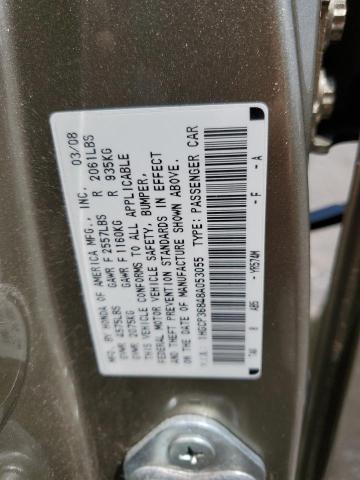 MFD. BY HONDA OF AMERICA MFG., INC. 03/08
GVWR 4575LBS GAWR F 2557LBS R 2061LBS
GVWR 2075KG GAWR F 1160KG R 935KG
THIS VEHICLE CONFORMS TO ALL APPLICABLE
FEDERAL MOTOR VEHICLE SAFETY, BUMPER,
AND THEFT PREVENTION STANDARDS IN EFFECT
ON THE DATE OF MANUFACTURE SHOWN ABOVE.
V.I.N. 1HGCP36848A053055 TYPE: PASSENGER CAR
TA0 B ABS - YR574M - F - A